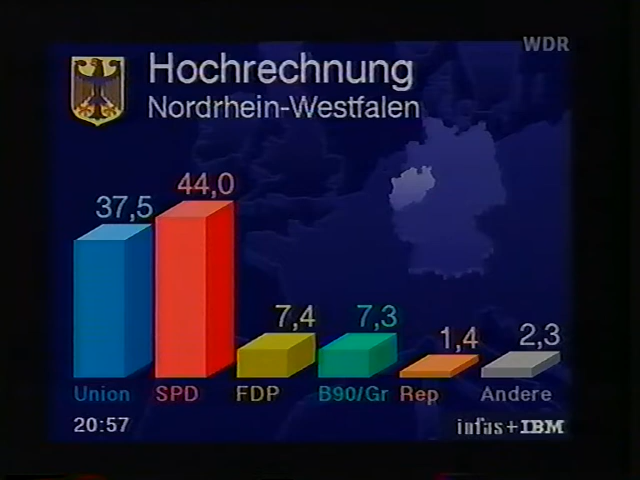 WDR
Hochrechnung
Nordrhein-Westfalen
37,5 44,0 7,4 7,3 1,4 2,3
Union SPD FDP B90/Gr Rep Andere
20:57 infas+IBM